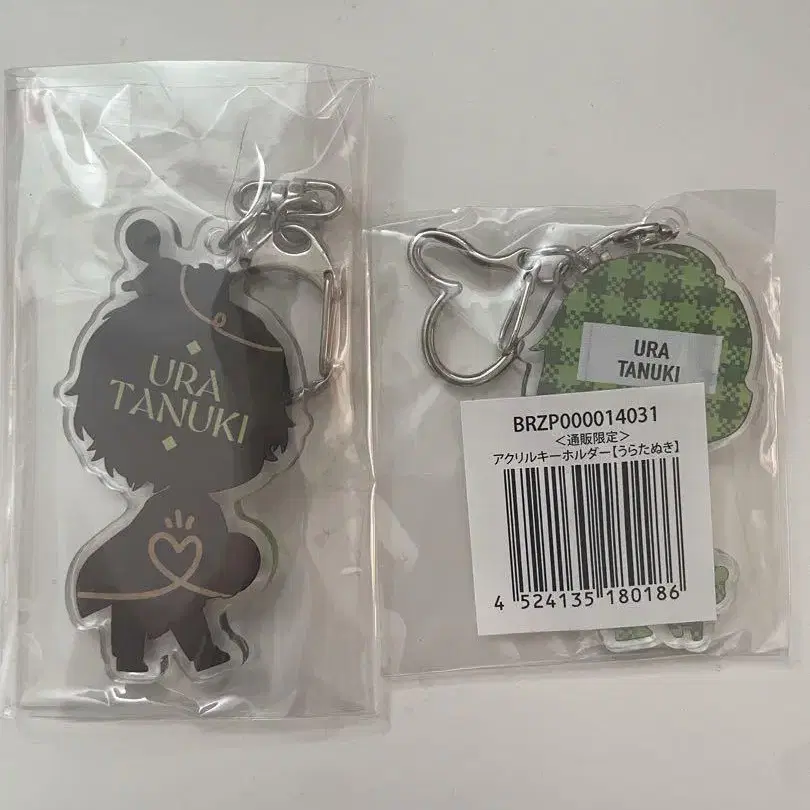 URA
TANUKI
URA
TANUKI
BRZP000014031
<通販限定>
アクリルキーホルダー【うらたぬき】
4 524135 180186